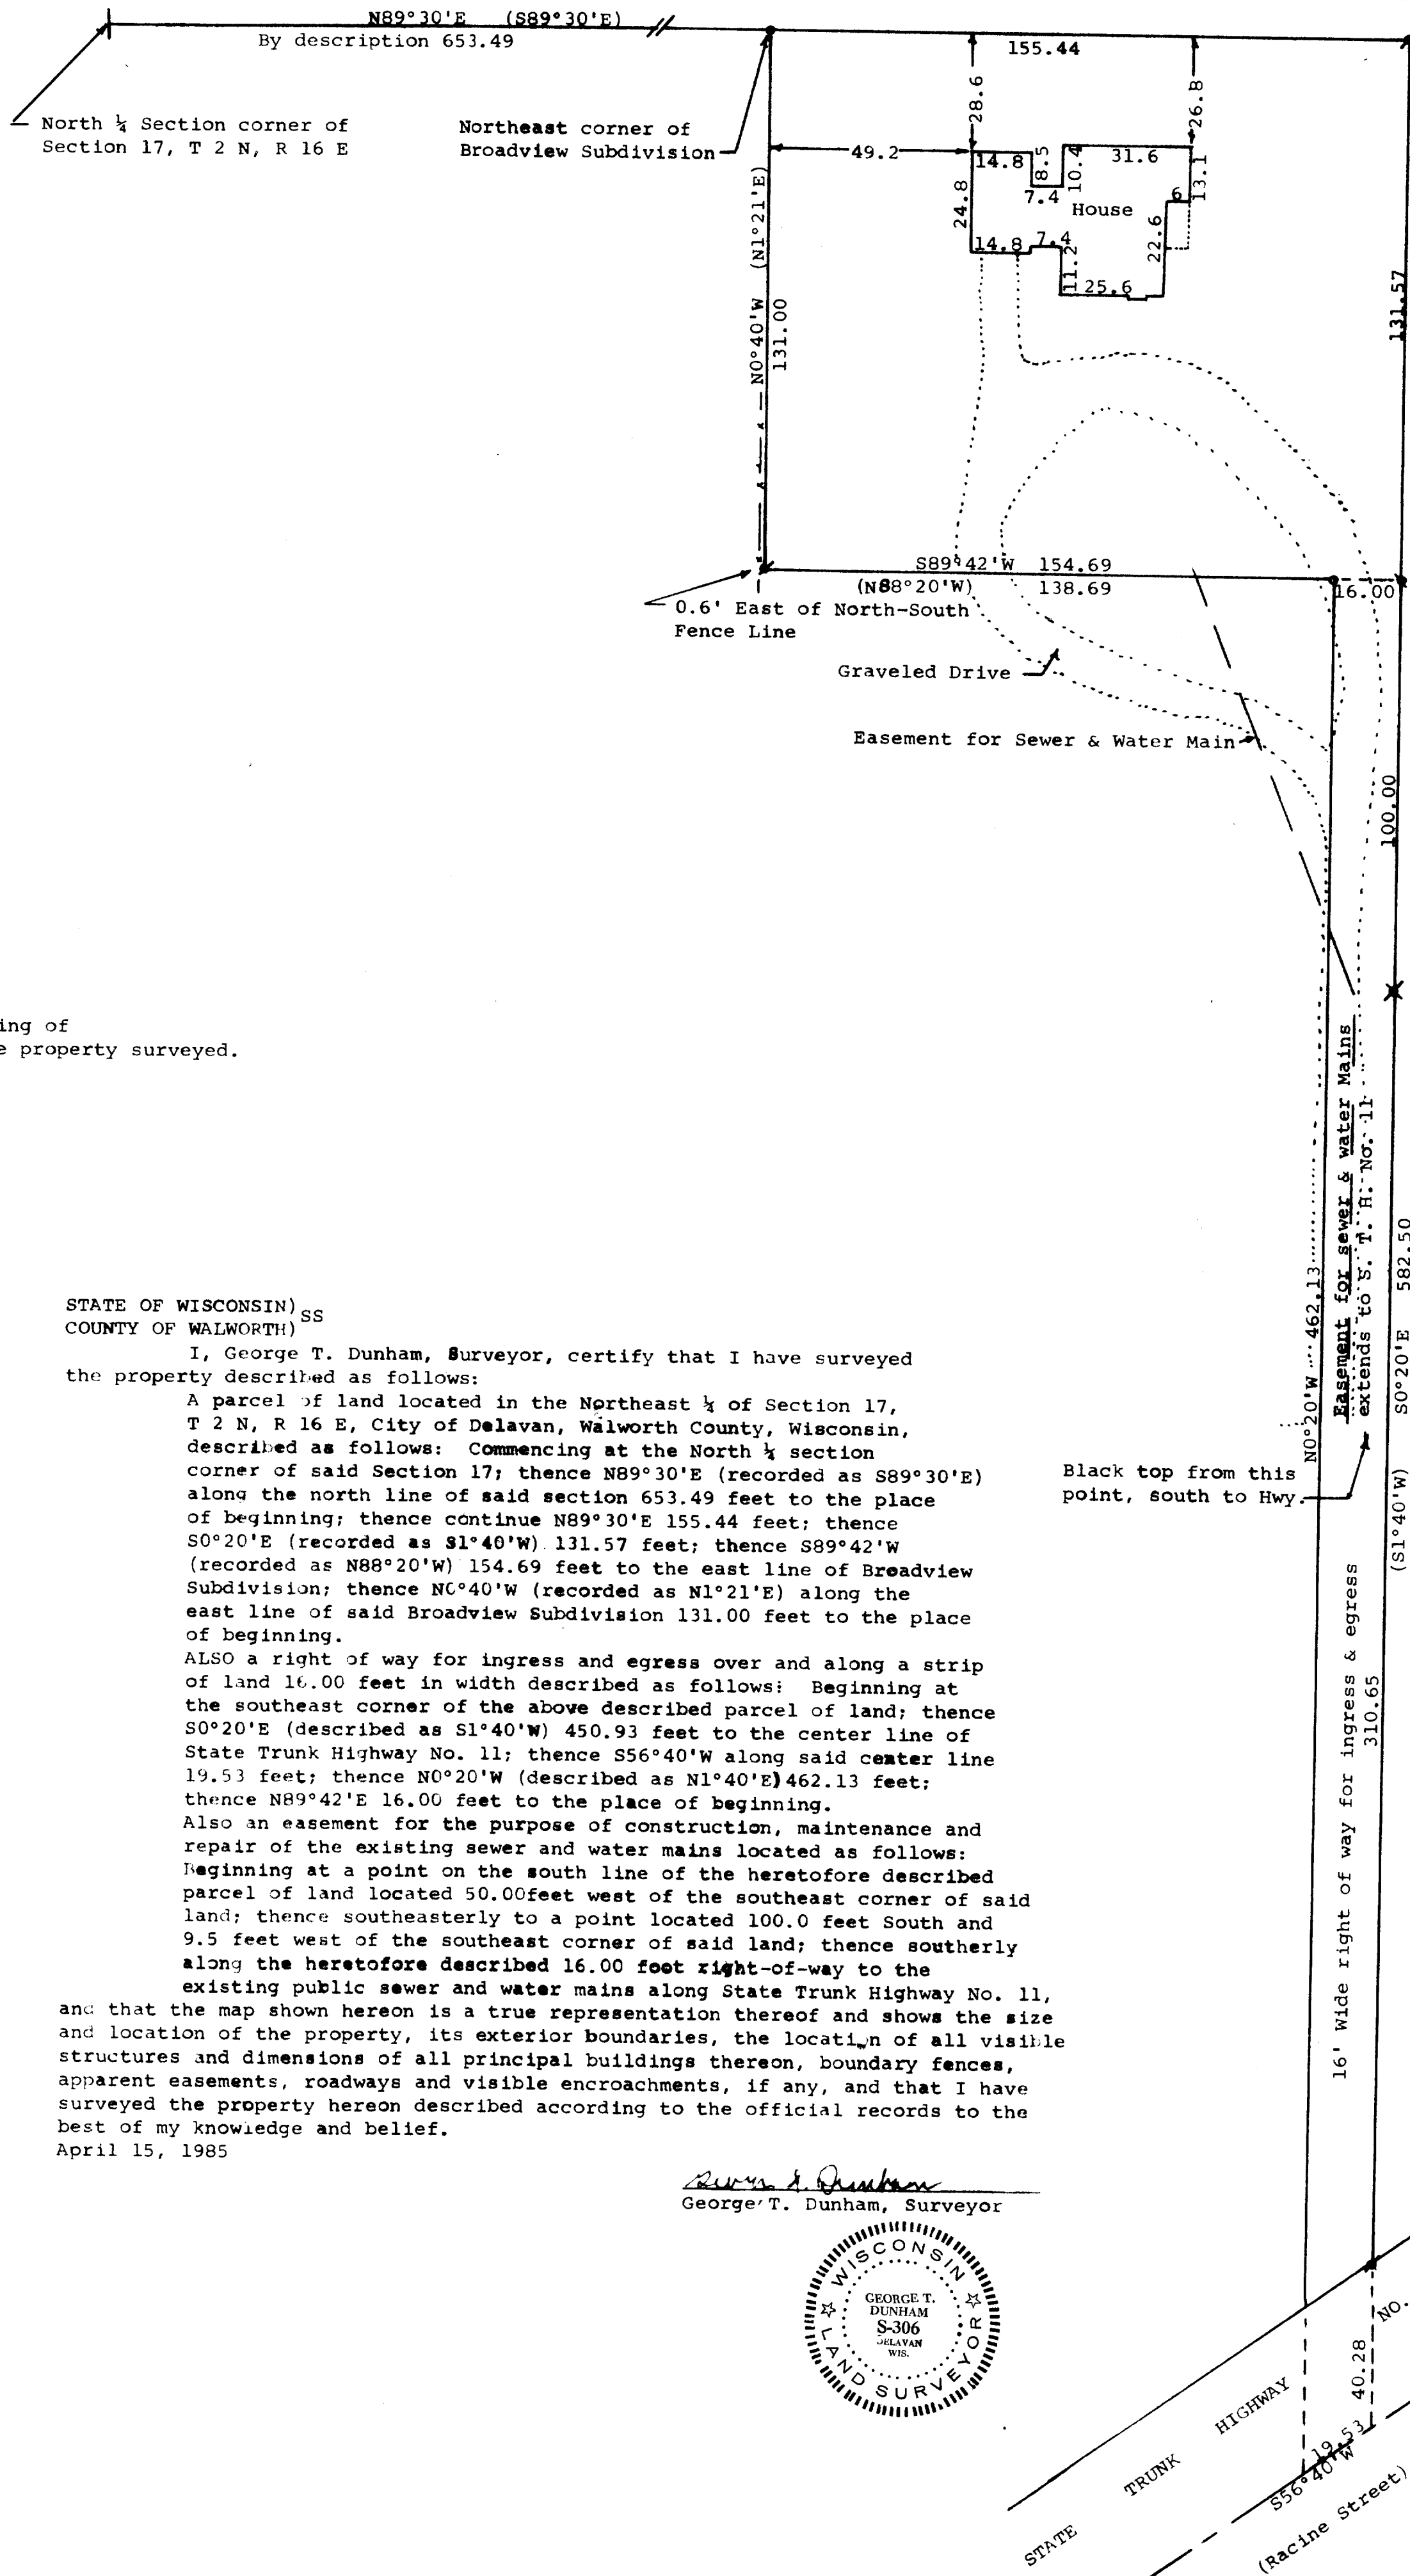 N89°30'E (S89°30'E)
By description 653.49
155.44
North ¼ Section corner of
Section 17, T 2 N, R 16 E
Northeast corner of
Broadview Subdivision
28.6
26.8
49.2
14.8
8.5
10.4
31.6
13.1
7.4
6
House
24.8
22.6
14.8
7.4
11.2
25.6
N0°40'W (N1°21'E)
131.00
131.57
S89°42'W 154.69
(N88°20'W) 138.69
16.00
0.6' East of North-South
Fence Line
Graveled Drive
Easement for Sewer & Water Main
100.00
ing of
e property surveyed.
Easement for sewer & water Mains
extends to S. T. H. No. 11
N0°20'W 462.13
(S1°40'W) S0°20'E 582.50
Black top from this
point, south to Hwy.
16' Wide right of way for ingress & egress
310.65
STATE OF WISCONSIN)
SS
COUNTY OF WALWORTH)
I, George T. Dunham, Surveyor, certify that I have surveyed
the property described as follows:
A parcel of land located in the Northeast ¼ of Section 17,
T 2 N, R 16 E, City of Delavan, Walworth County, Wisconsin,
described as follows: Commencing at the North ¼ section
corner of said Section 17; thence N89°30'E (recorded as S89°30'E)
along the north line of said section 653.49 feet to the place
of beginning; thence continue N89°30'E 155.44 feet; thence
S0°20'E (recorded as S1°40'W) 131.57 feet; thence S89°42'W
(recorded as N88°20'W) 154.69 feet to the east line of Broadview
Subdivision; thence N0°40'W (recorded as N1°21'E) along the
east line of said Broadview Subdivision 131.00 feet to the place
of beginning.
ALSO a right of way for ingress and egress over and along a strip
of land 16.00 feet in width described as follows: Beginning at
the southeast corner of the above described parcel of land; thence
S0°20'E (described as S1°40'W) 450.93 feet to the center line of
State Trunk Highway No. 11; thence S56°40'W along said center line
19.53 feet; thence N0°20'W (described as N1°40'E)462.13 feet;
thence N89°42'E 16.00 feet to the place of beginning.
Also an easement for the purpose of construction, maintenance and
repair of the existing sewer and water mains located as follows:
Beginning at a point on the south line of the heretofore described
parcel of land located 50.00feet west of the southeast corner of said
land; thence southeasterly to a point located 100.0 feet South and
9.5 feet west of the southeast corner of said land; thence southerly
along the heretofore described 16.00 foot right-of-way to the
existing public sewer and water mains along State Trunk Highway No. 11,
and that the map shown hereon is a true representation thereof and shows the size
and location of the property, its exterior boundaries, the location of all visible
structures and dimensions of all principal buildings thereon, boundary fences,
apparent easements, roadways and visible encroachments, if any, and that I have
surveyed the property hereon described according to the official records to the
best of my knowledge and belief.
April 15, 1985
George T. Dunham
George T. Dunham, Surveyor
WISCONSIN
GEORGE T.
DUNHAM
S-306
DELAVAN
WIS.
LAND SURVEYOR
40.28
19.53
S56°40'W
STATE TRUNK HIGHWAY NO.
(Racine Street)